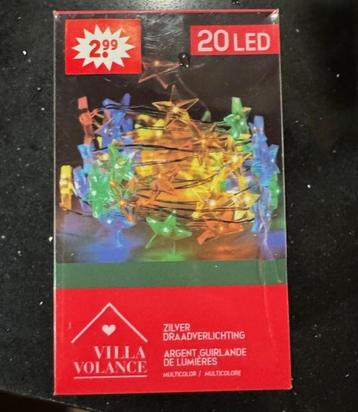 2.99
20 LED
VILLA
VOLANCE
ZILVER
DRAADVERLICHTING
ARGENT GUIRLANDE
DE LUMIÈRES
MULTICOLOR / MULTICOLORE